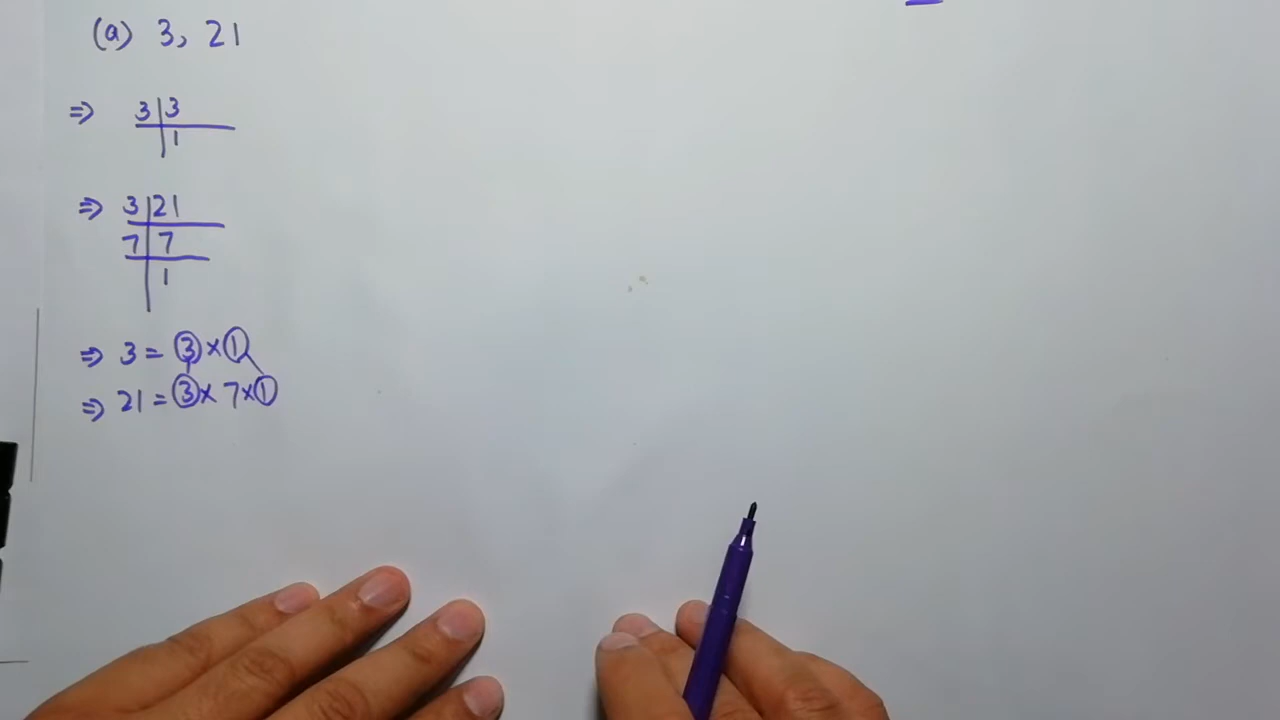 (a) 3, 21
⇒ 3 | 3
1
⇒ 3 | 21
7 | 7
1
⇒ 3 = 3 × 1
⇒ 21 = 3 × 7 × 1